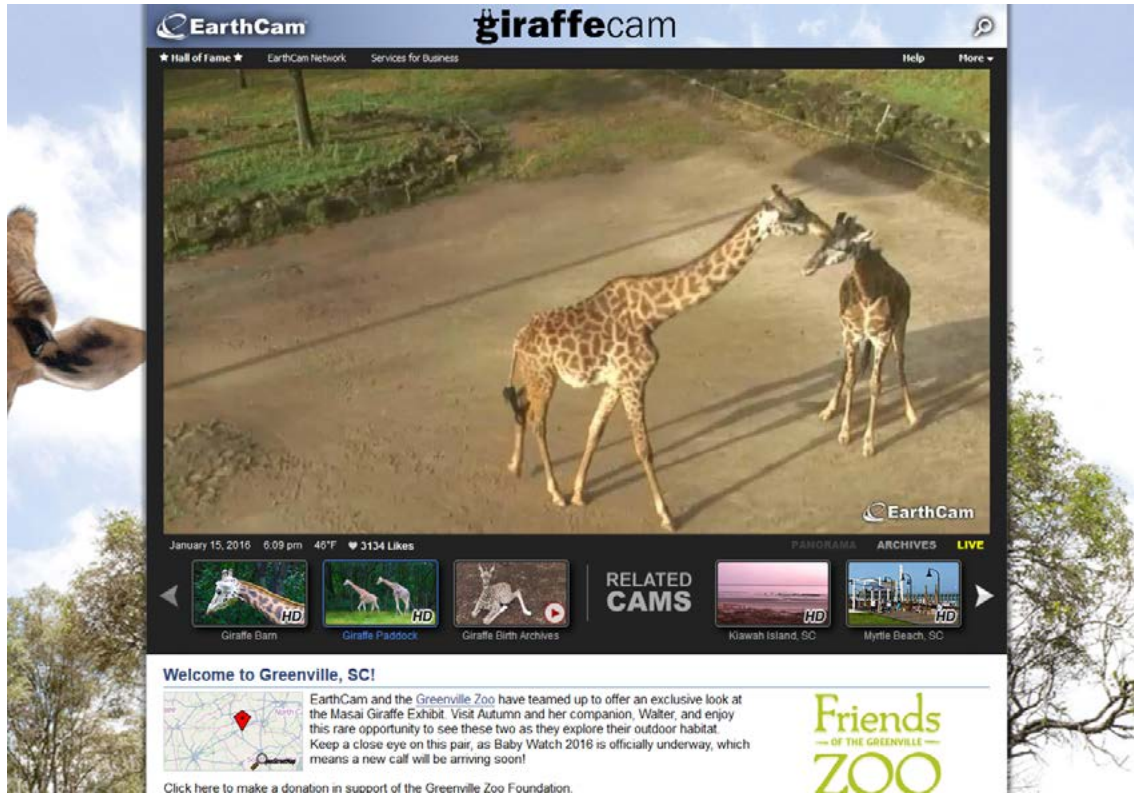 EarthCam
giraffecam
★ Hall of Fame ★ EarthCam Network Services for Business Help More
EarthCam
January 15, 2016 6:09 pm 46°F ♥ 3134 Likes PANORAMA ARCHIVES LIVE
HD HD RELATED CAMS HD HD
Giraffe Barn Giraffe Paddock Giraffe Birth Archives Kiawah Island, SC Myrtle Beach, SC
Welcome to Greenville, SC!
EarthCam and the Greenville Zoo have teamed up to offer an exclusive look at
the Masai Giraffe Exhibit. Visit Autumn and her companion, Walter, and enjoy
this rare opportunity to see these two as they explore their outdoor habitat.
Keep a close eye on this pair, as Baby Watch 2016 is officially underway, which
means a new calf will be arriving soon!
Friends
OF THE GREENVILLE
ZOO
Click here to make a donation in support of the Greenville Zoo Foundation.